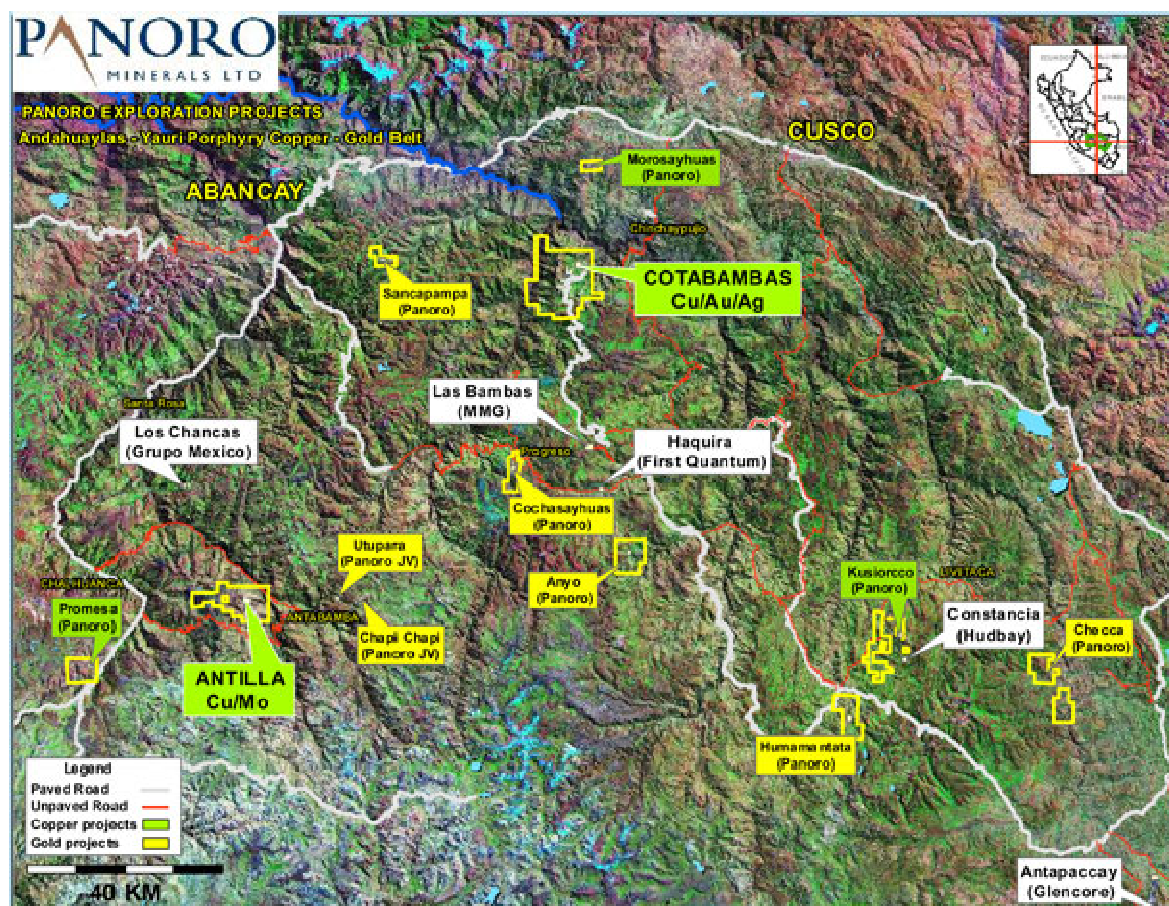 PANORO
MINERALS LTD
PANORO EXPLORATION PROJECTS
Andahuaylas - Yauri Porphyry Copper - Gold Belt
CUSCO
ABANCAY
Morosayhuas
(Panoro)
Chinchaypujio
Sancapampa
(Panoro)
COTABAMBAS
Cu/Au/Ag
Las Bambas
(MMG)
Santa Rosa
Los Chancas
(Grupo Mexico)
Haquira
(First Quantum)
Progreso
Cochasayhuas
(Panoro)
Utupara
(Panoro JV)
Anyo
(Panoro)
CHALHUANCA
Promesa
(Panoro)
ANTABAMBA
Chapi Chapi
(Panoro JV)
Kusiorcco
(Panoro)
LIVITACA
Constancia
(Hudbay)
Checca
(Panoro)
ANTILLA
Cu/Mo
Humamantata
(Panoro)
Legend
Paved Road
Unpaved Road
Copper projects
Gold projects
40 KM
Antapaccay
(Glencore)